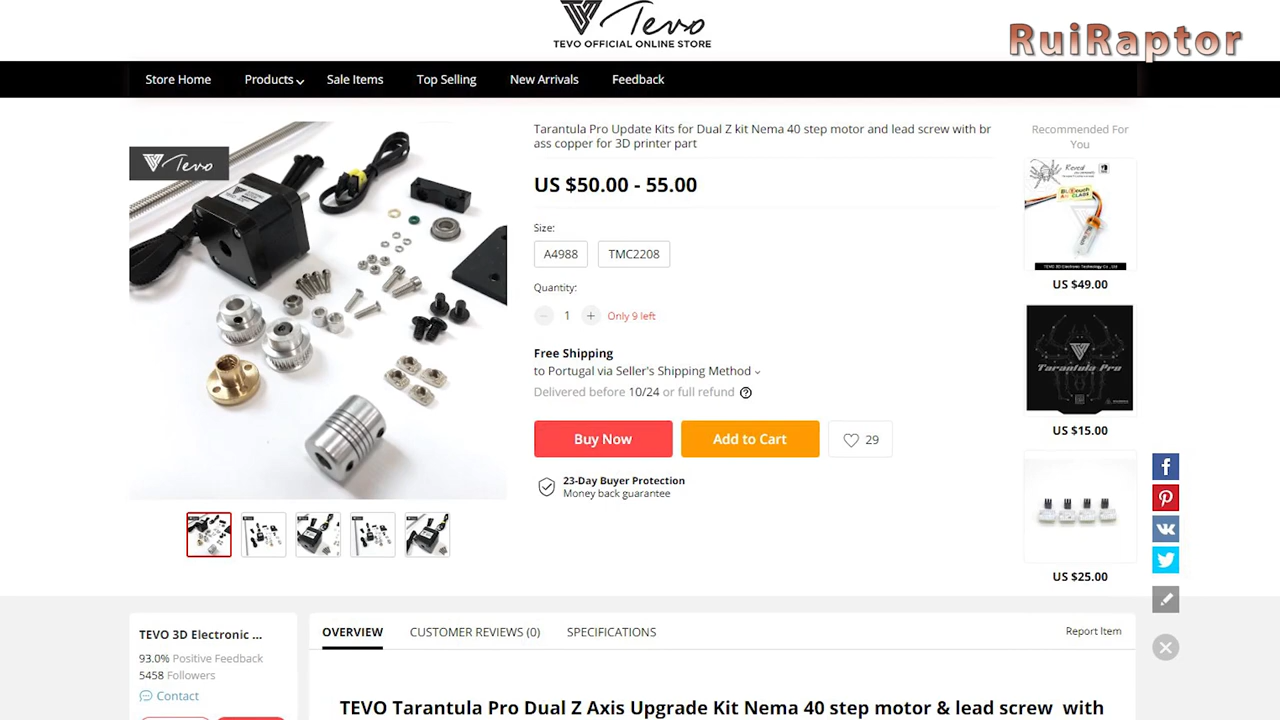 Tevo
TEVO OFFICIAL ONLINE STORE
RuiRaptor
Store Home
Products
Sale Items
Top Selling
New Arrivals
Feedback
Tevo
Tarantula Pro Update Kits for Dual Z kit Nema 40 step motor and lead screw with br
ass copper for 3D printer part
US $50.00 - 55.00
Size:
A4988
TMC2208
Quantity:
1
Only 9 left
Free Shipping
to Portugal via Seller's Shipping Method
Delivered before 10/24 or full refund
Buy Now
Add to Cart
29
23-Day Buyer Protection
Money back guarantee
Recommended For
You
Reveal
US $49.00
Tarantula Pro
US $15.00
US $25.00
TEVO 3D Electronic ...
93.0% Positive Feedback
5458 Followers
Contact
OVERVIEW
CUSTOMER REVIEWS (0)
SPECIFICATIONS
Report Item
TEVO Tarantula Pro Dual Z Axis Upgrade Kit Nema 40 step motor & lead screw with